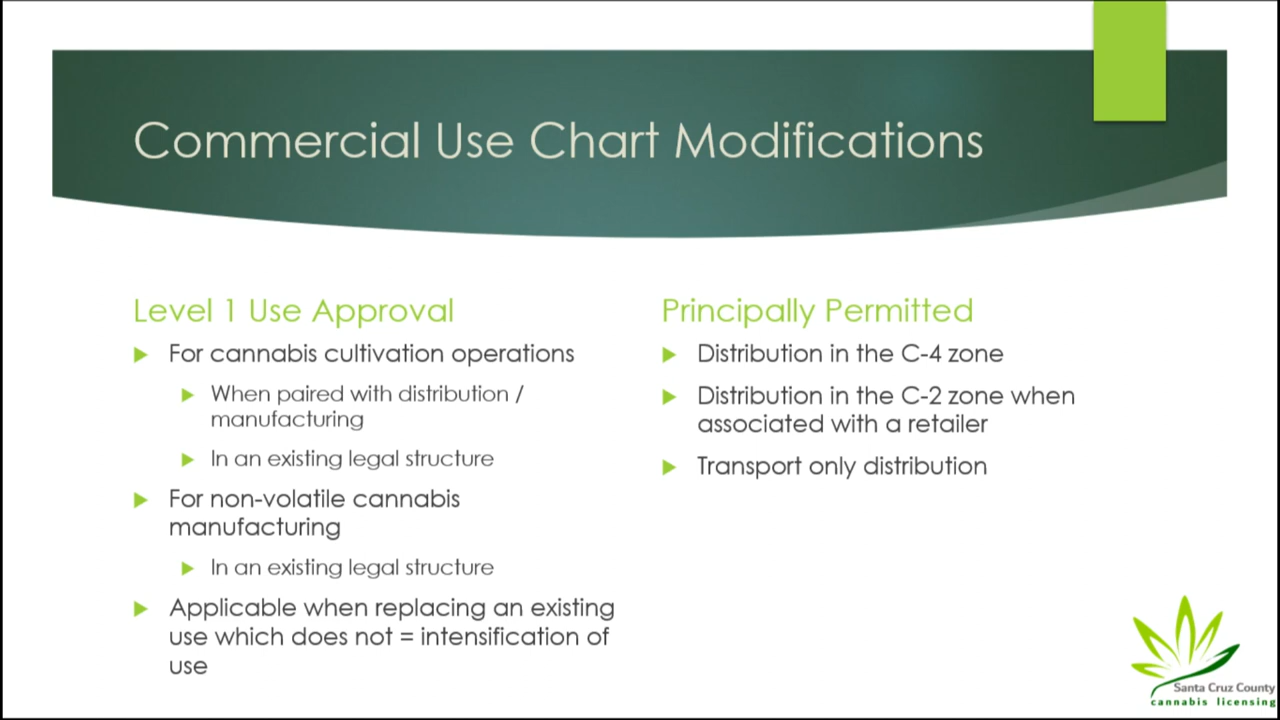 Commercial Use Chart Modifications
Level 1 Use Approval
For cannabis cultivation operations
When paired with distribution /
manufacturing
In an existing legal structure
For non-volatile cannabis
manufacturing
In an existing legal structure
Applicable when replacing an existing
use which does not = intensification of
use
Principally Permitted
Distribution in the C-4 zone
Distribution in the C-2 zone when
associated with a retailer
Transport only distribution
Santa Cruz County
cannabis licensing